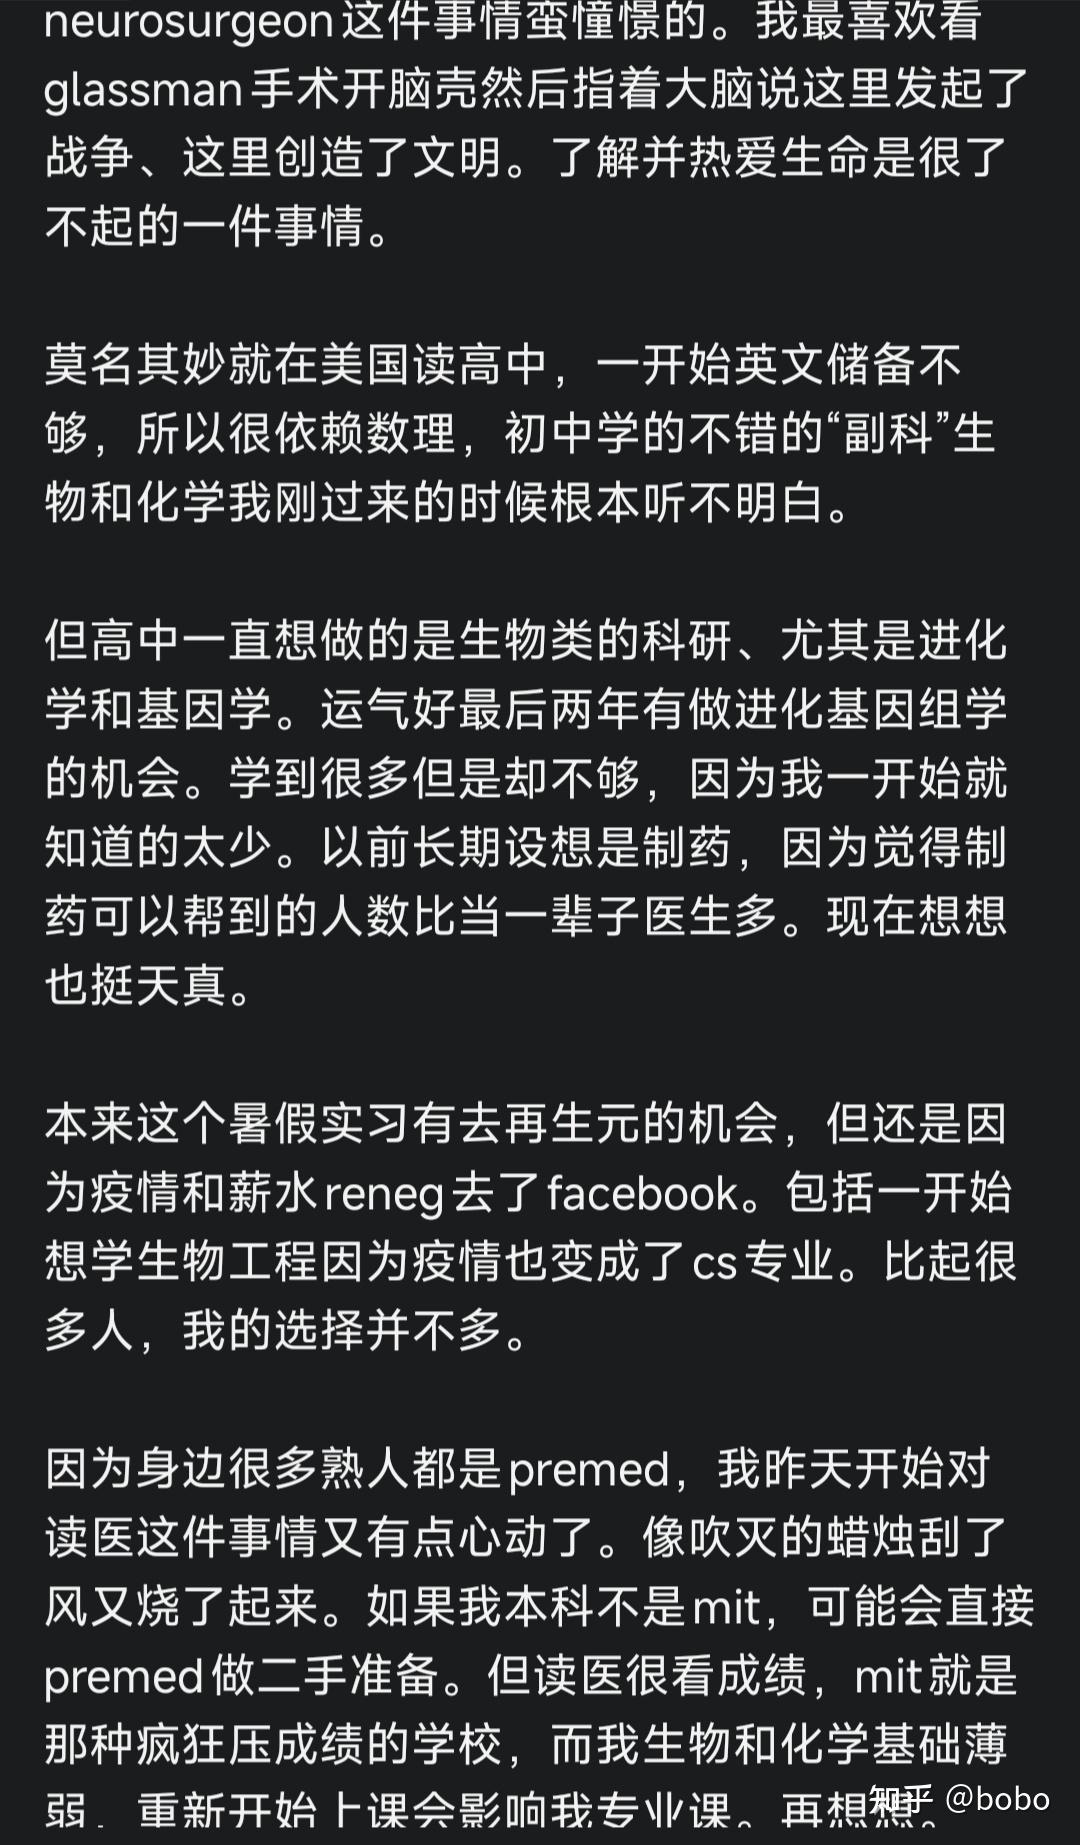 neurosurgeon这件事情蛮憧憬的。我最喜欢看
glassman手术开脑壳然后指着大脑说这里发起了
战争、这里创造了文明。了解并热爱生命是很了
不起的一件事情。
莫名其妙就在美国读高中，一开始英文储备不
够，所以很依赖数理，初中学的不错的“副科”生
物和化学我刚过来的时候根本听不明白。
但高中一直想做的是生物类的科研、尤其是进化
学和基因学。运气好最后两年有做进化基因组学
的机会。学到很多但是却不够，因为我一开始就
知道的太少。以前长期设想是制药，因为觉得制
药可以帮到的人数比当一辈子医生多。现在想想
也挺天真。
本来这个暑假实习有去再生元的机会，但还是因
为疫情和薪水reneg去了facebook。包括一开始
想学生物工程因为疫情也变成了cs专业。比起很
多人，我的选择并不多。
因为身边很多熟人都是premed，我昨天开始对
读医这件事情又有点心动了。像吹灭的蜡烛刮了
风又烧了起来。如果我本科不是mit，可能会直接
premed做二手准备。但读医很看成绩，mit就是
那种疯狂压成绩的学校，而我生物和化学基础薄
弱，重新开始上课会影响我专业课。再想想。
知乎 @bobo